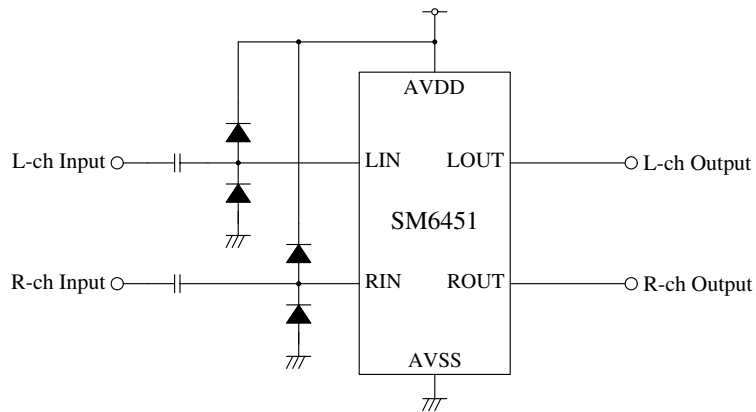 AVDD
L-ch Input
LIN
LOUT
L-ch Output
SM6451
R-ch Input
RIN
ROUT
R-ch Output
AVSS